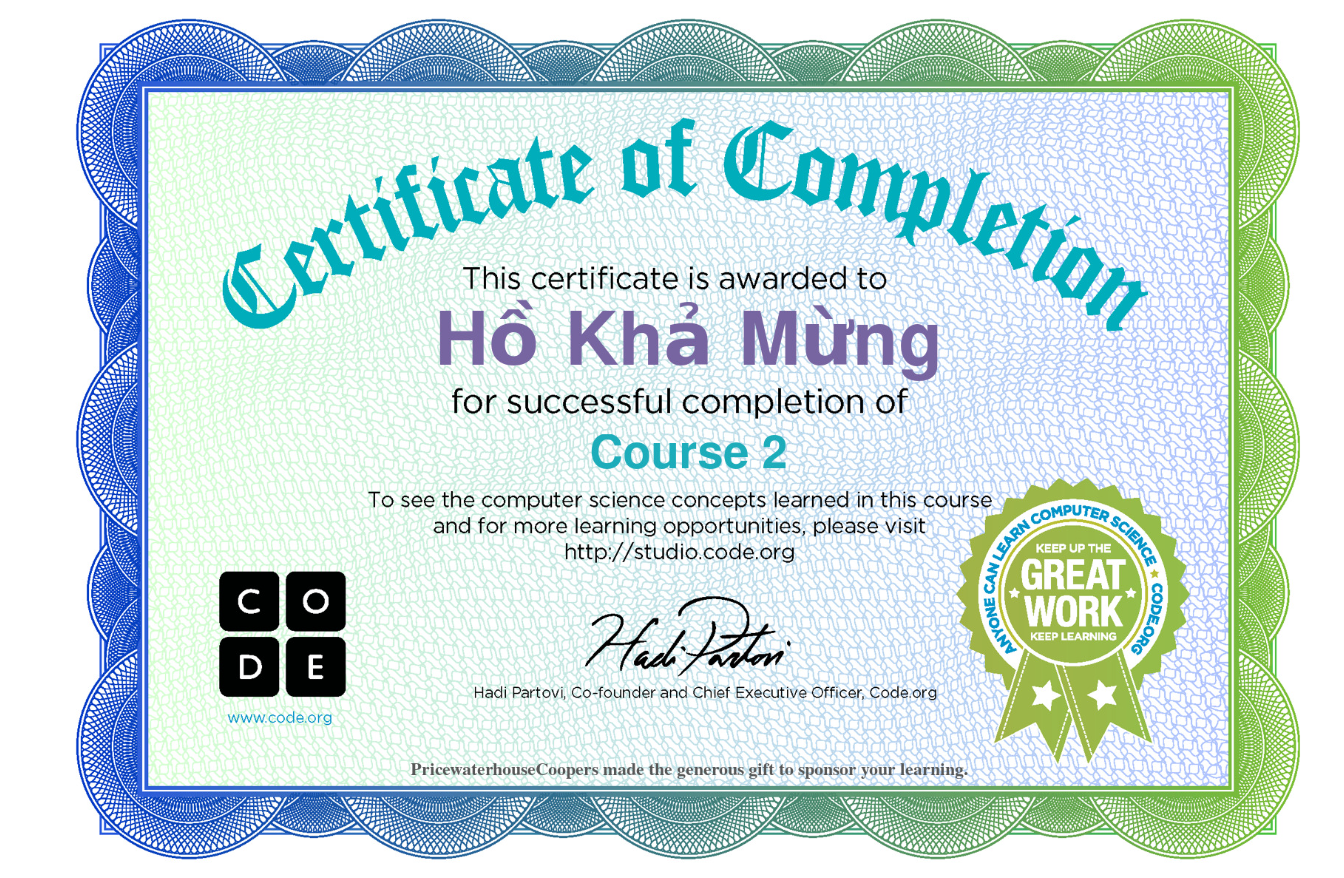 Certificate of Completion
This certificate is awarded to
Hồ Khả Mừng
for successful completion of
Course 2
To see the computer science concepts learned in this course
and for more learning opportunities, please visit
http://studio.code.org
C O
D E
www.code.org
Hadi Partovi
Hadi Partovi, Co-founder and Chief Executive Officer, Code.org
ANYONE CAN LEARN COMPUTER SCIENCE ★ CODE.ORG
KEEP UP THE
GREAT
WORK
KEEP LEARNING
PricewaterhouseCoopers made the generous gift to sponsor your learning.